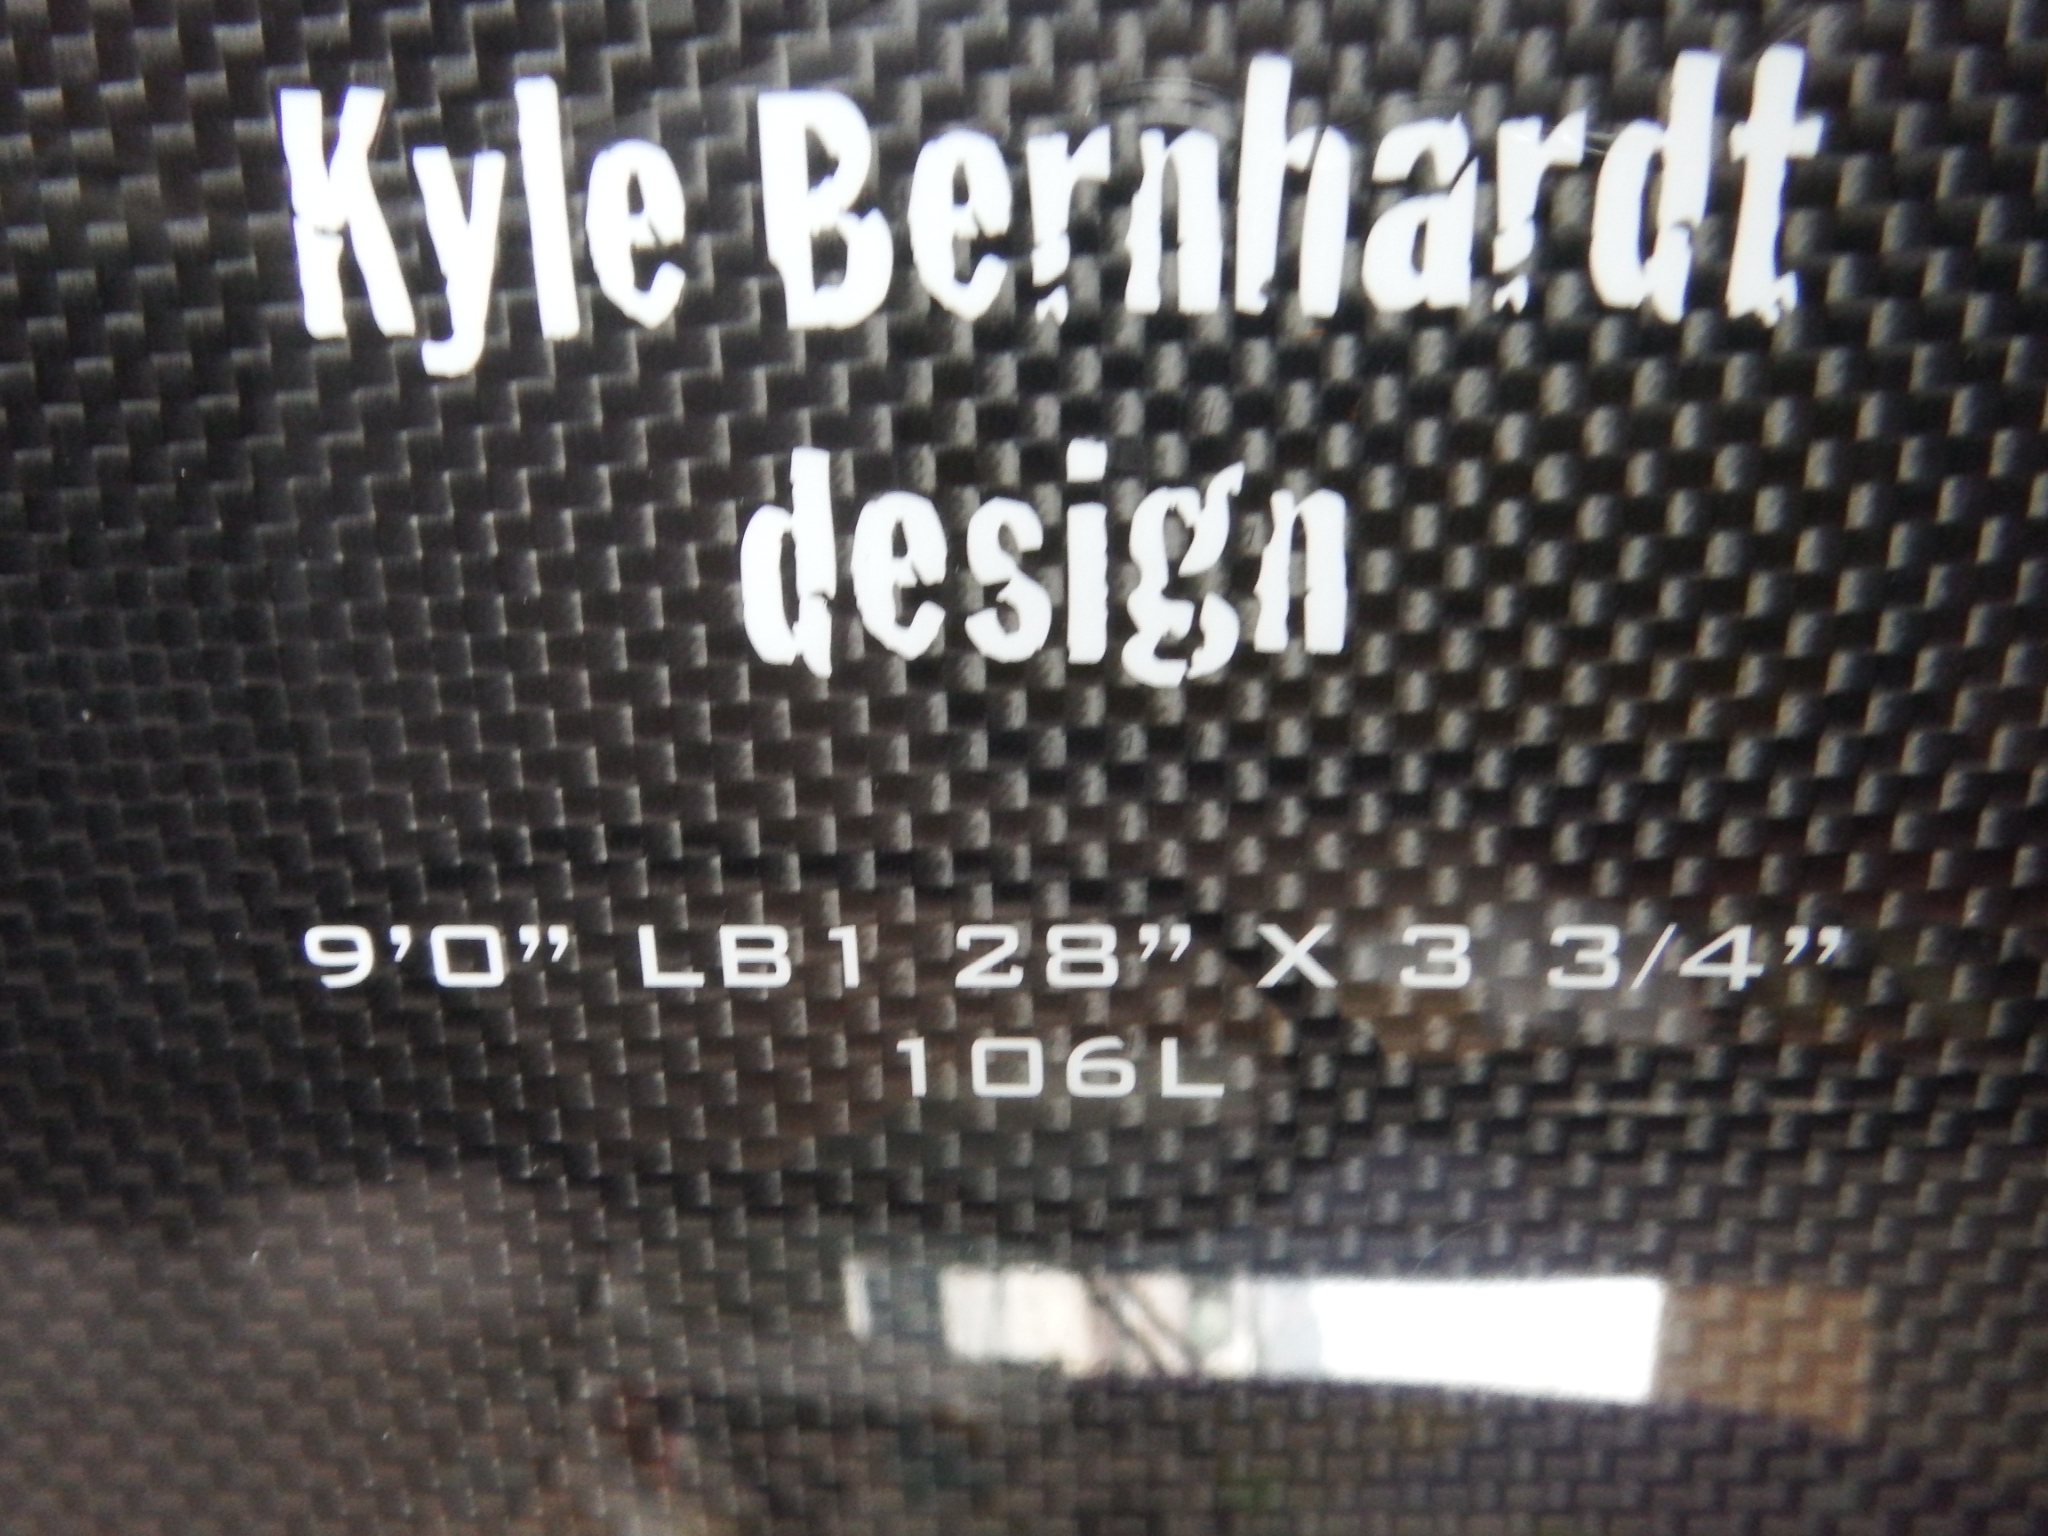 Kyle Bernhardt
design
9’0” LB1 28” X 3 3/4”
106L